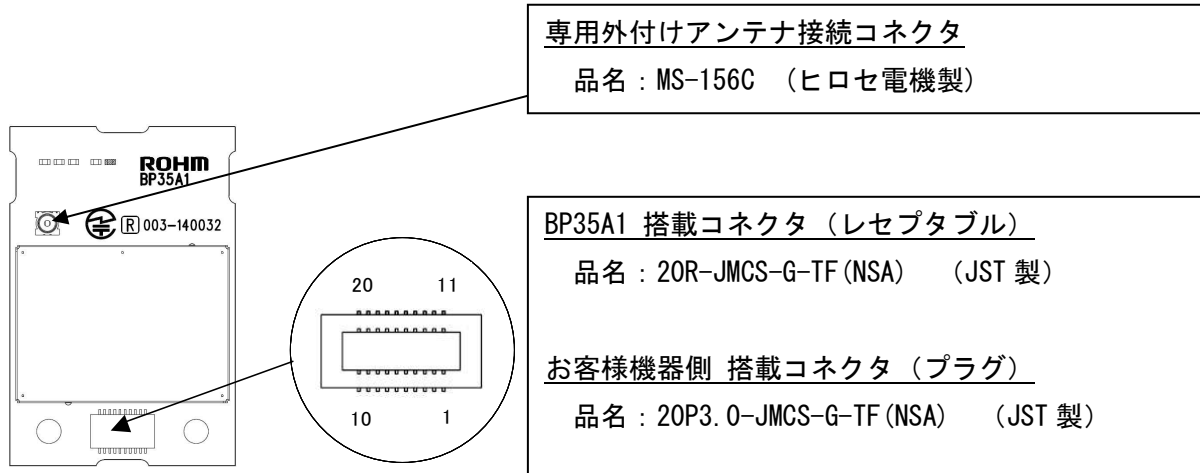 専用外付けアンテナ接続コネクタ
品名：MS-156C （ヒロセ電機製）
ROHM
BP35A1
R 003-140032
20 11
10 1
BP35A1 搭載コネクタ（レセプタブル）
品名：20R-JMCS-G-TF(NSA) （JST 製）
お客様機器側 搭載コネクタ（プラグ）
品名：20P3.0-JMCS-G-TF(NSA) （JST 製）